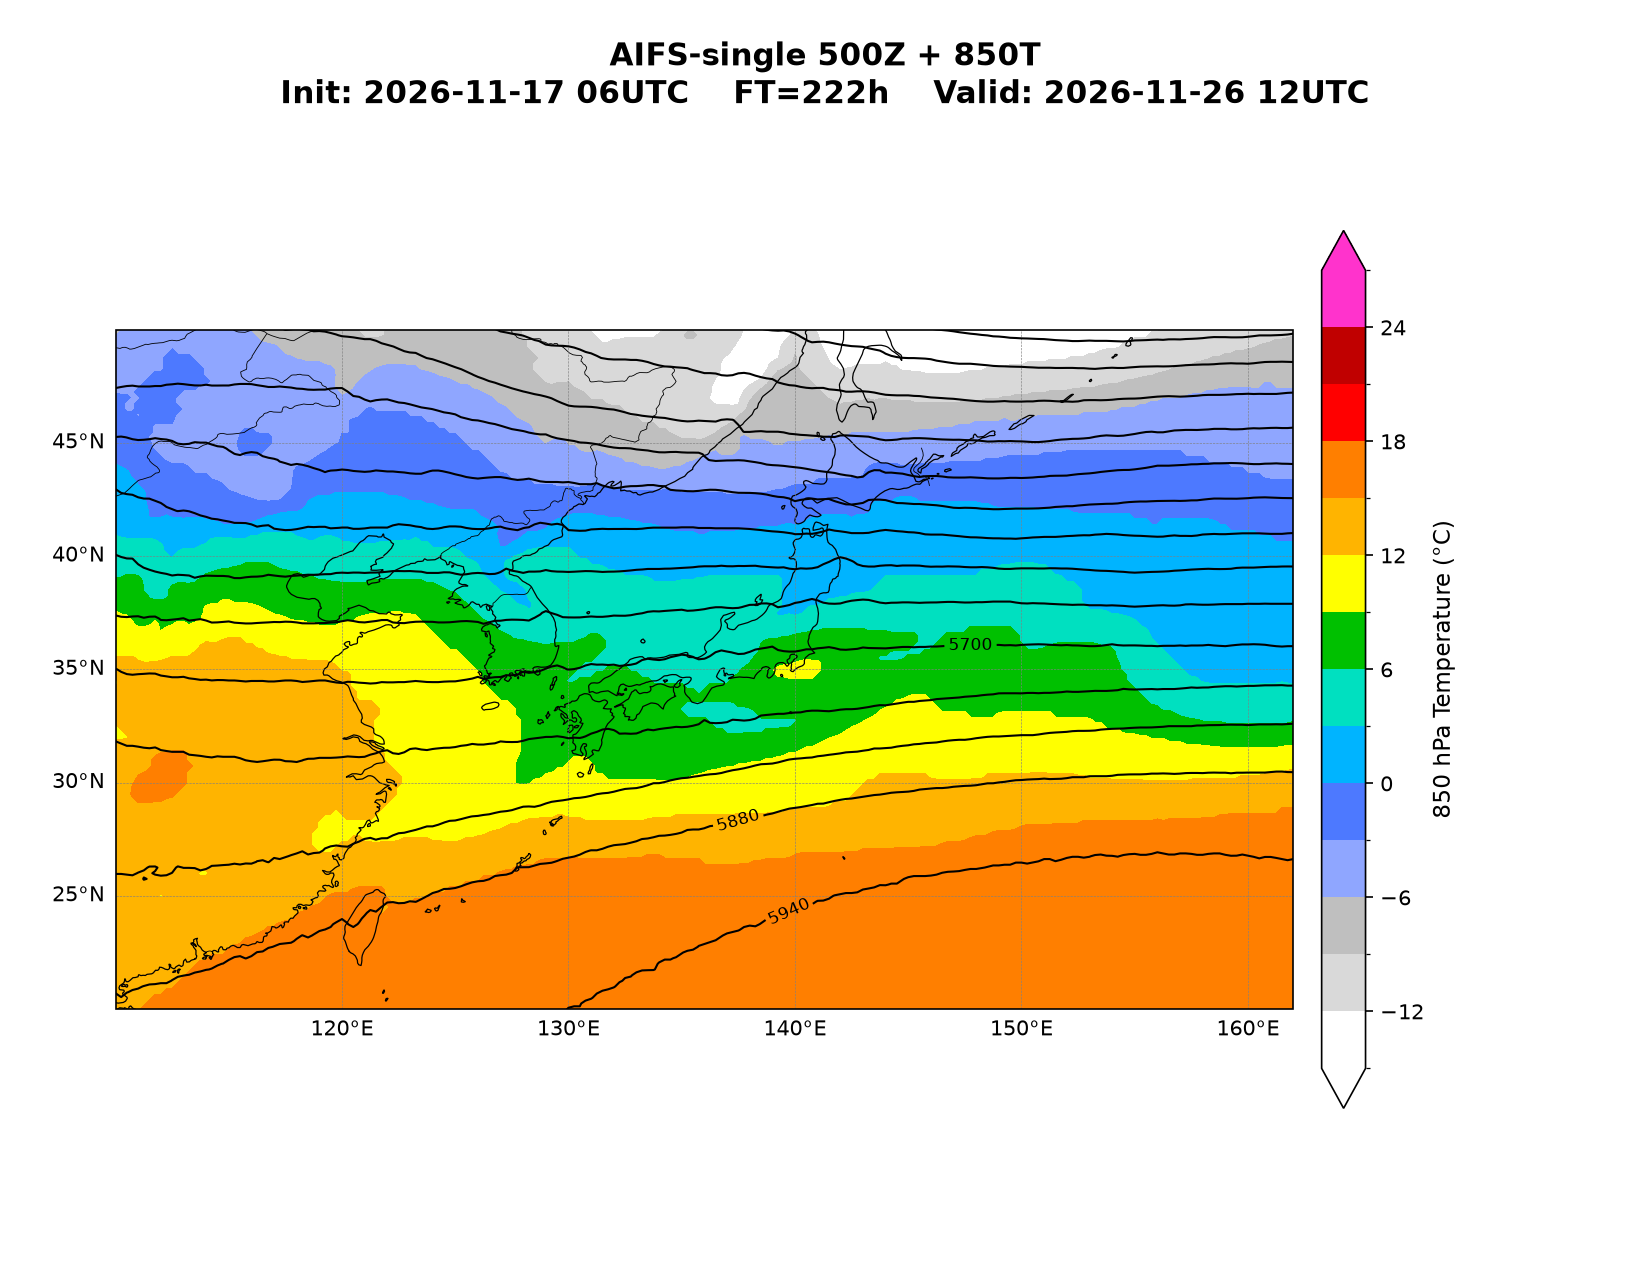 AIFS-single 500Z + 850T
Init: 2026-11-17 06UTC    FT=222h    Valid: 2026-11-26 12UTC
45°N
40°N
35°N
30°N
25°N
120°E
130°E
140°E
150°E
160°E
5700
5880
5940
24
18
12
6
0
−6
−12
850 hPa Temperature (°C)